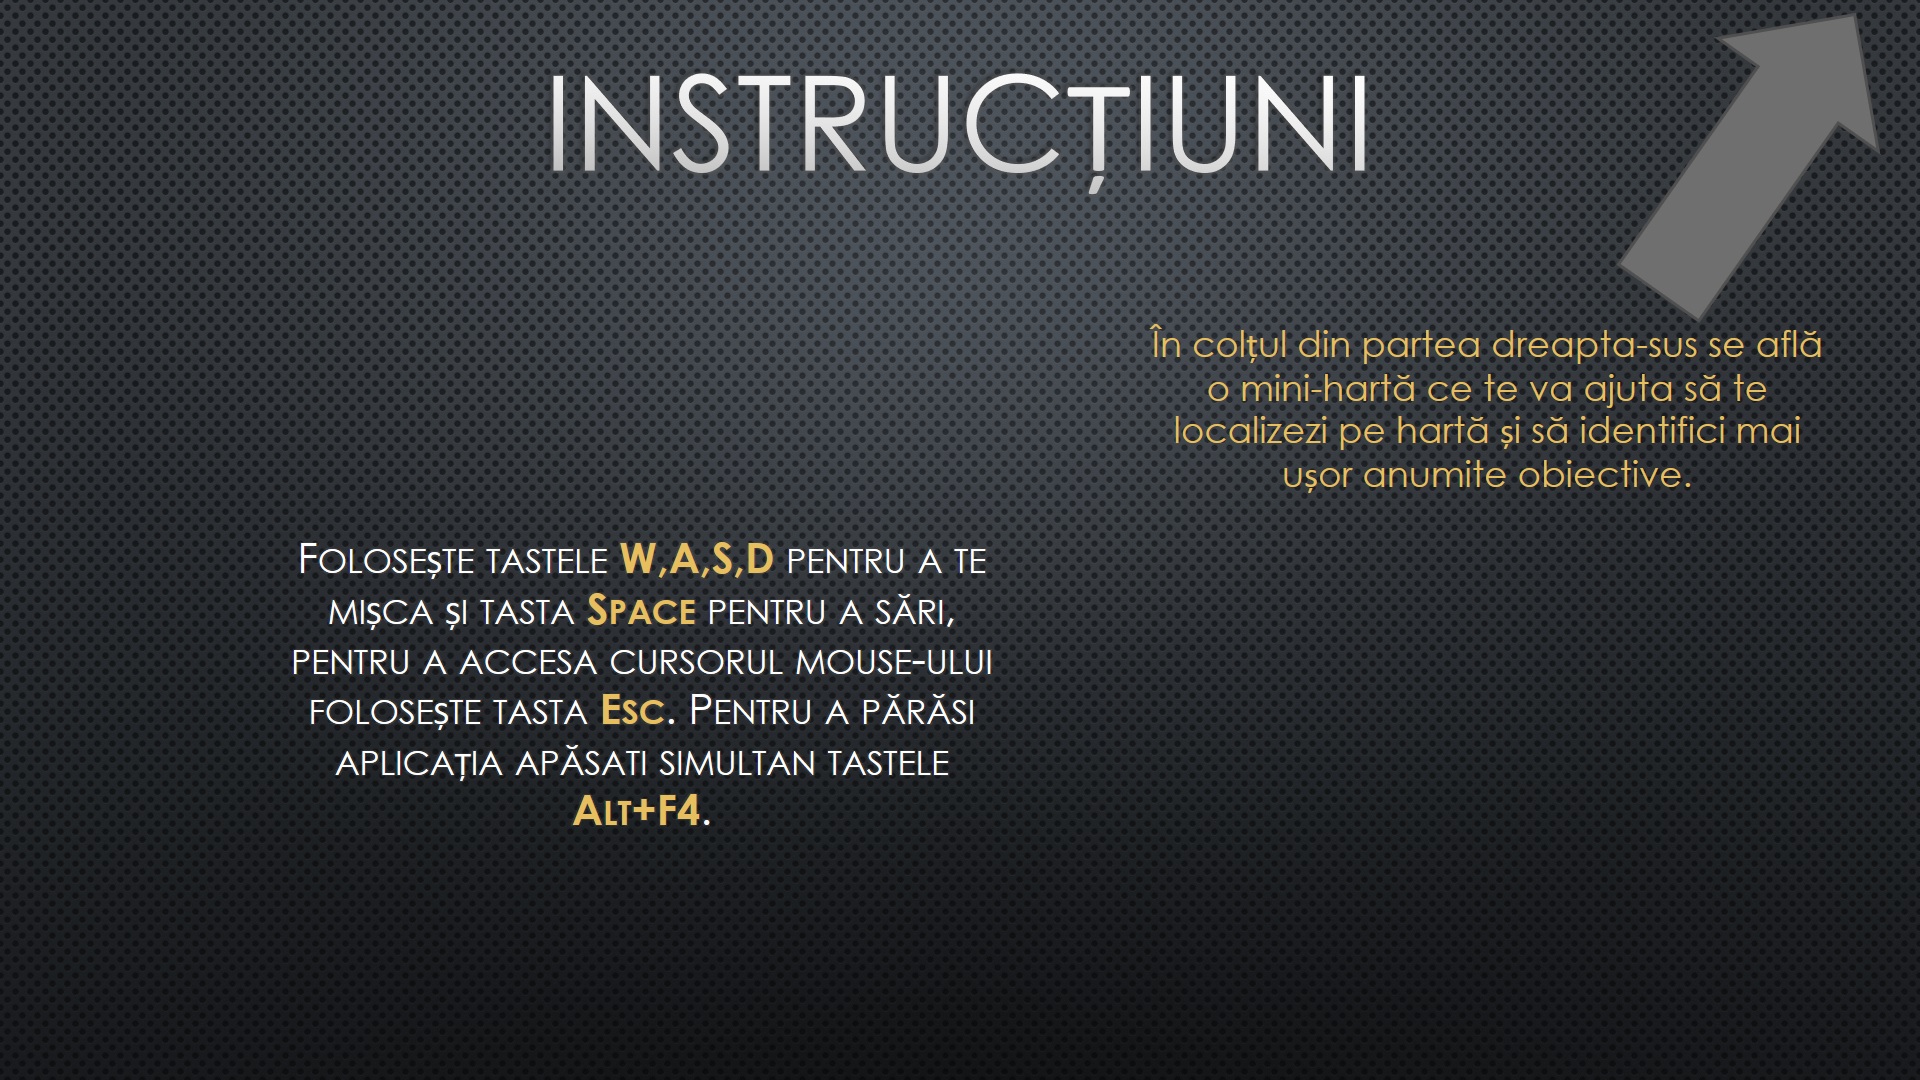 INSTRUCȚIUNI
În colțul din partea dreapta-sus se află
o mini-hartă ce te va ajuta să te
localizezi pe hartă și să identifici mai
ușor anumite obiective.
Folosește tastele W,A,S,D pentru a te
mișca și tasta Space pentru a sări,
pentru a accesa cursorul mouse-ului
folosește tasta Esc. Pentru a părăsi
aplicația apăsati simultan tastele
Alt+F4.